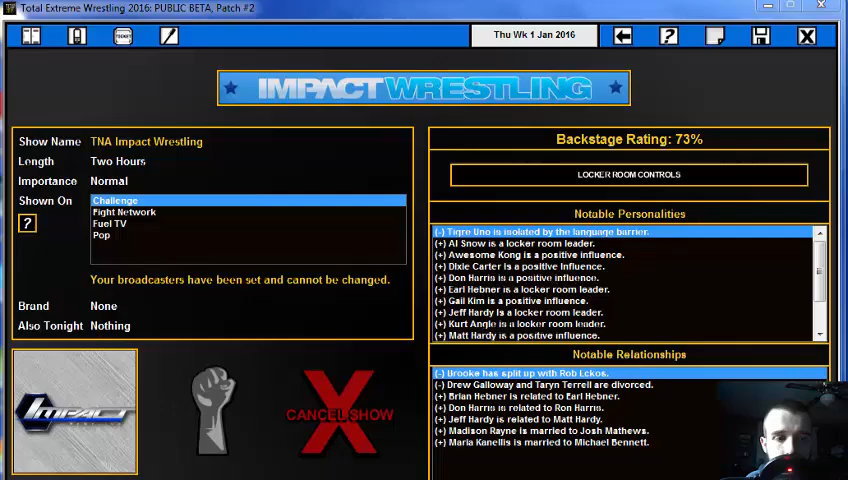 Total Extreme Wrestling 2016: PUBLIC BETA, Patch #2
TICKET
Thu Wk 1 Jan 2016
IMPACT WRESTLING
Show Name TNA Impact Wrestling
Length Two Hours
Importance Normal
Shown On Challenge
Fight Network
Fuel TV
Pop
?
Your broadcasters have been set and cannot be changed.
Brand None
Also Tonight Nothing
IMPACT
CANCEL SHOW
Backstage Rating: 73%
LOCKER ROOM CONTROLS
Notable Personalities
(-) Tigre Uno is isolated by the language barrier.
(+) Al Snow is a locker room leader.
(+) Awesome Kong is a positive influence.
(+) Dixie Carter is a positive influence.
(+) Don Harris is a positive influence.
(+) Earl Hebner is a locker room leader.
(+) Gail Kim is a positive influence.
(+) Jeff Hardy is a locker room leader.
(+) Kurt Angle is a locker room leader.
(+) Matt Hardy is a positive influence.
Notable Relationships
(-) Brooke has split up with Rob Eckos.
(-) Drew Galloway and Taryn Terrell are divorced.
(+) Brian Hebner is related to Earl Hebner.
(+) Don Harris is related to Ron Harris.
(+) Jeff Hardy is related to Matt Hardy.
(+) Madison Rayne is married to Josh Mathews.
(+) Maria Kanellis is married to Michael Bennett.